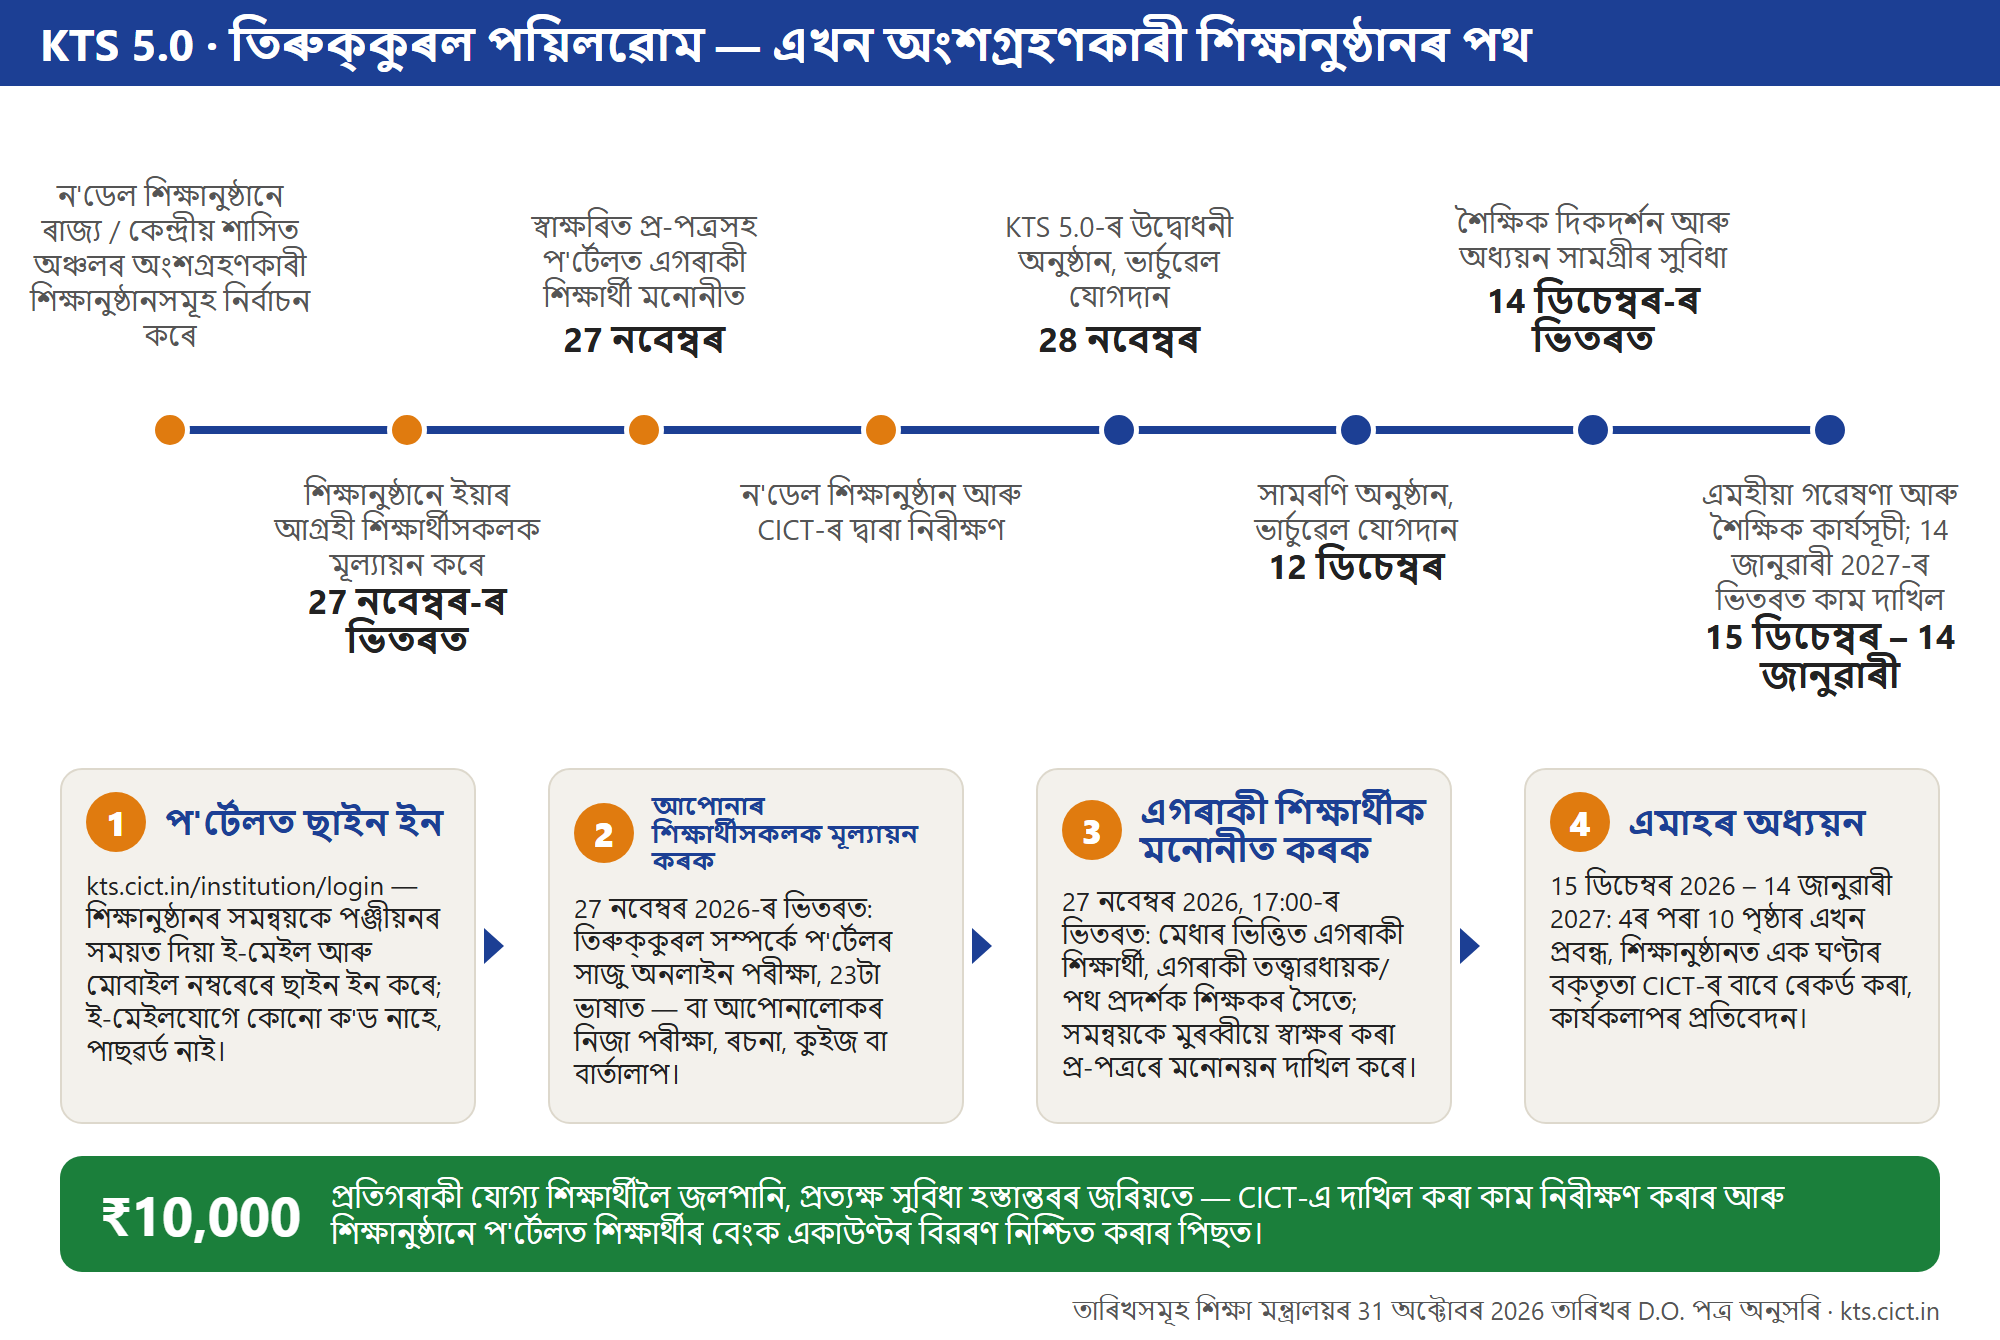 KTS 5.0 · তিৰুক্কুৰল পয়িলৱোম — এখন অংশগ্ৰহণকাৰী শিক্ষানুষ্ঠানৰ পথ
ন'ডেল শিক্ষানুষ্ঠানে
ৰাজ্য / কেন্দ্ৰীয় শাসিত
অঞ্চলৰ অংশগ্ৰহণকাৰী
শিক্ষানুষ্ঠানসমূহ নিৰ্বাচন
কৰে
স্বাক্ষৰিত প্ৰ-পত্ৰসহ
প'ৰ্টেলত এগৰাকী
শিক্ষাৰ্থী মনোনীত
27 নবেম্বৰ
KTS 5.0-ৰ উদ্বোধনী
অনুষ্ঠান, ভাৰ্চুৱেল
যোগদান
28 নবেম্বৰ
শৈক্ষিক দিকদৰ্শন আৰু
অধ্যয়ন সামগ্ৰীৰ সুবিধা
14 ডিচেম্বৰ-ৰ
ভিতৰত
শিক্ষানুষ্ঠানে ইয়াৰ
আগ্ৰহী শিক্ষাৰ্থীসকলক
মূল্যায়ন কৰে
27 নবেম্বৰ-ৰ
ভিতৰত
ন'ডেল শিক্ষানুষ্ঠান আৰু
CICT-ৰ দ্বাৰা নিৰীক্ষণ
সামৰণি অনুষ্ঠান,
ভাৰ্চুৱেল যোগদান
12 ডিচেম্বৰ
এমহীয়া গৱেষণা আৰু
শৈক্ষিক কাৰ্যসূচী; 14
জানুৱাৰী 2027-ৰ
ভিতৰত কাম দাখিল
15 ডিচেম্বৰ – 14
জানুৱাৰী
1 প'ৰ্টেলত ছাইন ইন
kts.cict.in/institution/login —
শিক্ষানুষ্ঠানৰ সমন্বয়কে পঞ্জীয়নৰ
সময়ত দিয়া ই-মেইল আৰু
মোবাইল নম্বৰেৰে ছাইন ইন কৰে;
ই-মেইলযোগে কোনো ক'ড নাহে,
পাছৱৰ্ড নাই।
2 আপোনাৰ
শিক্ষাৰ্থীসকলক মূল্যায়ন
কৰক
27 নবেম্বৰ 2026-ৰ ভিতৰত:
তিৰুক্কুৰল সম্পৰ্কে প'ৰ্টেলৰ
সাজু অনলাইন পৰীক্ষা, 23টা
ভাষাত — বা আপোনালোকৰ
নিজা পৰীক্ষা, ৰচনা, কুইজ বা
বাৰ্তালাপ।
3 এগৰাকী শিক্ষাৰ্থীক
মনোনীত কৰক
27 নবেম্বৰ 2026, 17:00-ৰ
ভিতৰত: মেধাৰ ভিত্তিত এগৰাকী
শিক্ষাৰ্থী, এগৰাকী তত্ত্বাৱধায়ক/
পথ প্ৰদৰ্শক শিক্ষকৰ সৈতে;
সমন্বয়কে মুৰব্বীয়ে স্বাক্ষৰ কৰা
প্ৰ-পত্ৰৰে মনোনয়ন দাখিল কৰে।
4 এমাহৰ অধ্যয়ন
15 ডিচেম্বৰ 2026 – 14 জানুৱাৰী
2027: 4ৰ পৰা 10 পৃষ্ঠাৰ এখন
প্ৰবন্ধ, শিক্ষানুষ্ঠানত এক ঘণ্টাৰ
বক্তৃতা CICT-ৰ বাবে ৰেকৰ্ড কৰা,
কাৰ্যকলাপৰ প্ৰতিবেদন।
₹10,000 প্ৰতিগৰাকী যোগ্য শিক্ষাৰ্থীলৈ জলপানি, প্ৰত্যক্ষ সুবিধা হস্তান্তৰৰ জৰিয়তে — CICT-এ দাখিল কৰা কাম নিৰীক্ষণ কৰাৰ আৰু
শিক্ষানুষ্ঠানে প'ৰ্টেলত শিক্ষাৰ্থীৰ বেংক একাউণ্টৰ বিৱৰণ নিশ্চিত কৰাৰ পিছত।
তাৰিখসমূহ শিক্ষা মন্ত্ৰালয়ৰ 31 অক্টোবৰ 2026 তাৰিখৰ D.O. পত্ৰ অনুসৰি · kts.cict.in